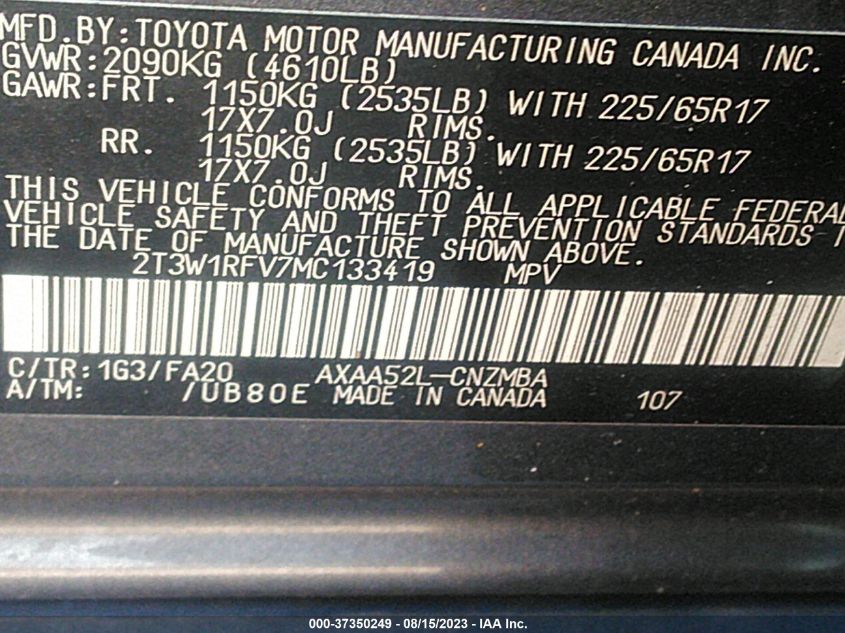 MFD.BY:TOYOTA MOTOR MANUFACTURING CANADA INC.
GVWR:2090KG (4610LB)
GAWR:FRT. 1150KG (2535LB) WITH 225/65R17
17X7.0J RIMS.
RR. 1150KG (2535LB) WITH 225/65R17
17X7.0J RIMS.
THIS VEHICLE CONFORMS TO ALL APPLICABLE FEDERAL
VEHICLE SAFETY AND THEFT PREVENTION STANDARDS
THE DATE OF MANUFACTURE SHOWN ABOVE.
2T3W1RFV7MC133419 MPV
C/TR:1G3/FA20 AXAA52L-CNZMBA
A/TM: /UB80E MADE IN CANADA 107
000-37350249 - 08/15/2023 - IAA Inc.